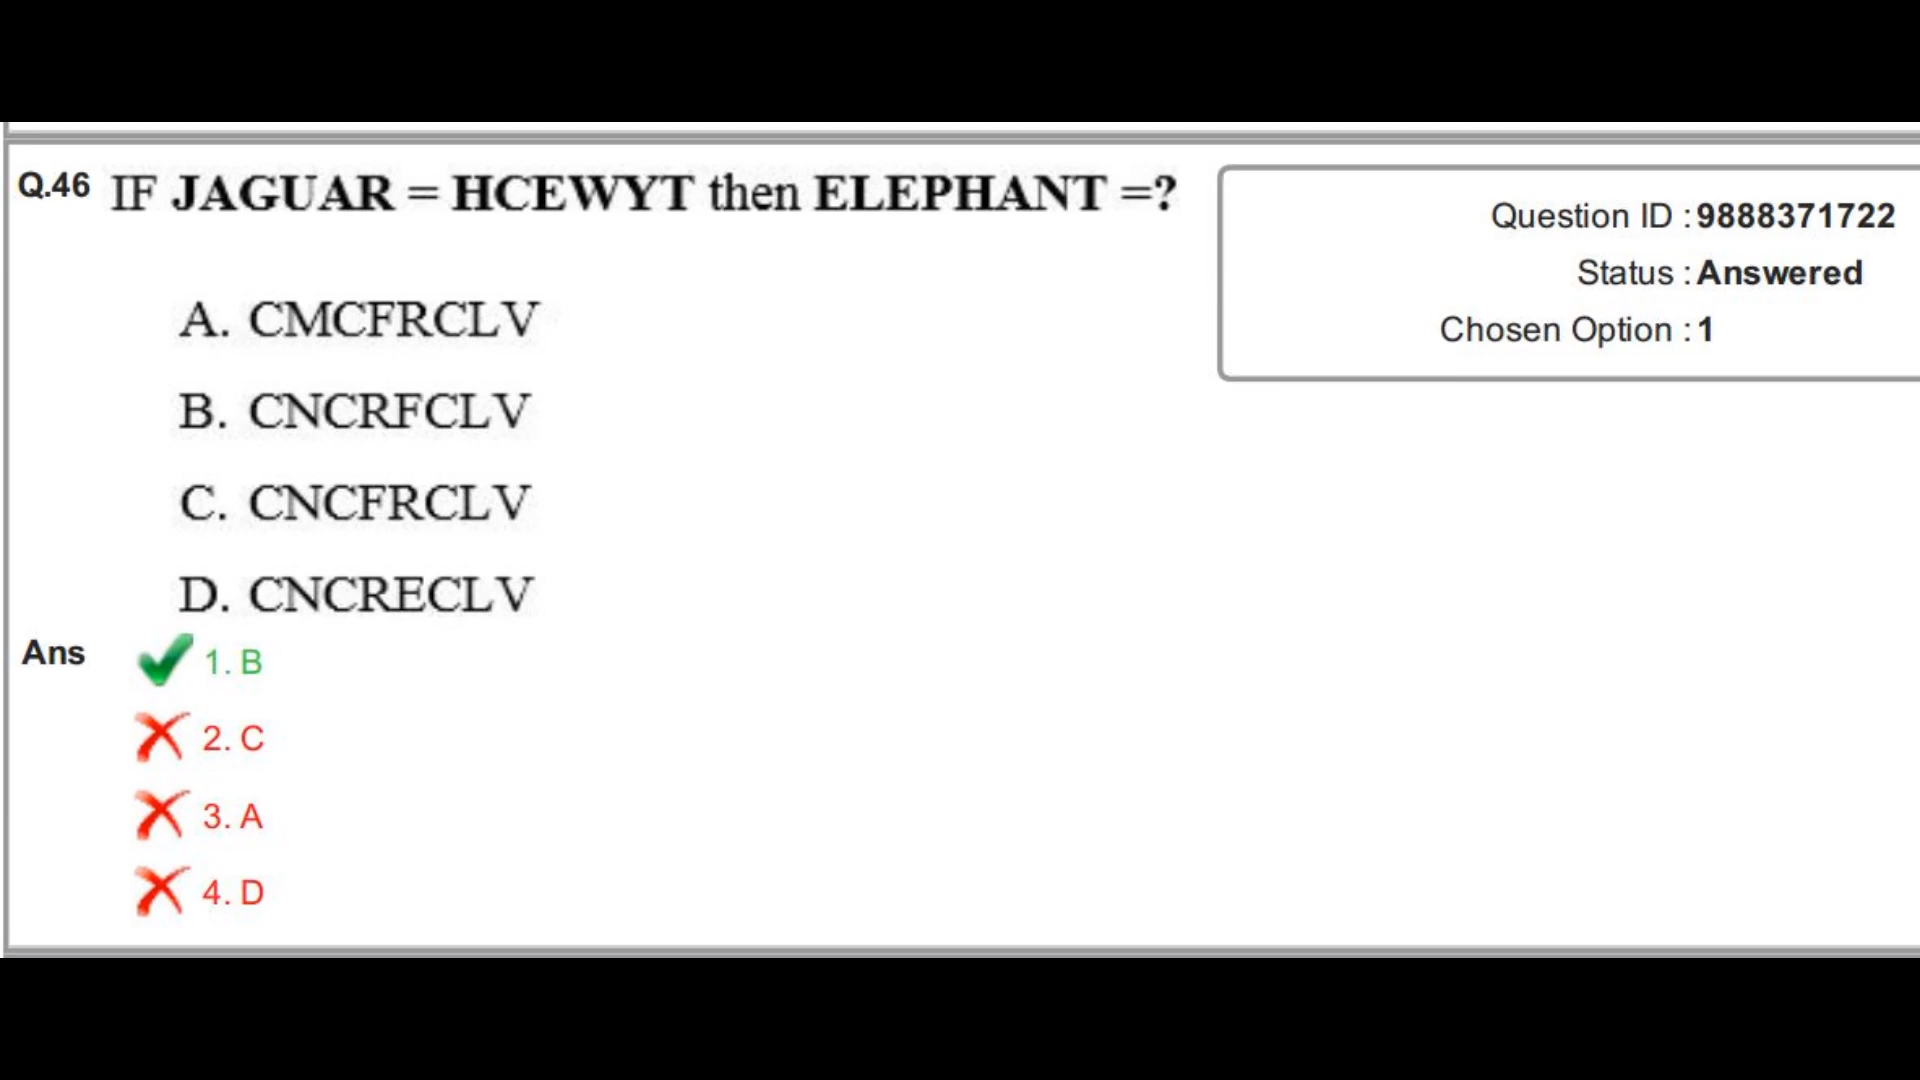 Q.46 IF JAGUAR = HCEWYT then ELEPHANT =?
Question ID : 9888371722
Status : Answered
Chosen Option : 1
A. CMCFRCLV
B. CNCRFCLV
C. CNCFRCLV
D. CNCRECLV
Ans 1. B
2. C
3. A
4. D